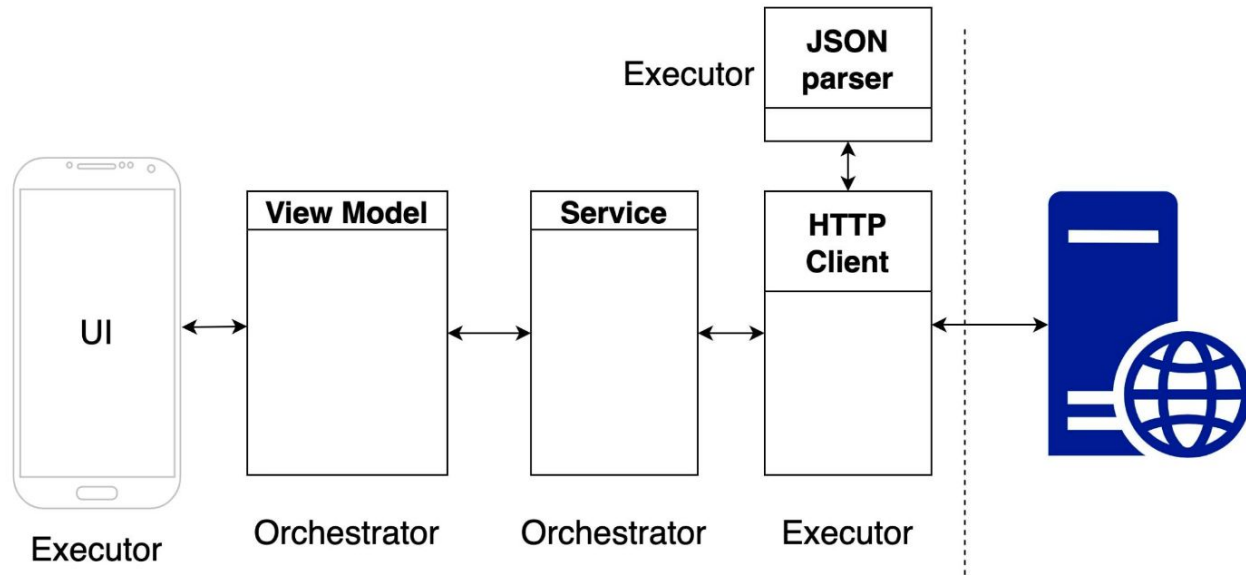 JSON
parser
Executor
View Model
Service
HTTP
Client
UI
Executor
Orchestrator
Orchestrator
Executor